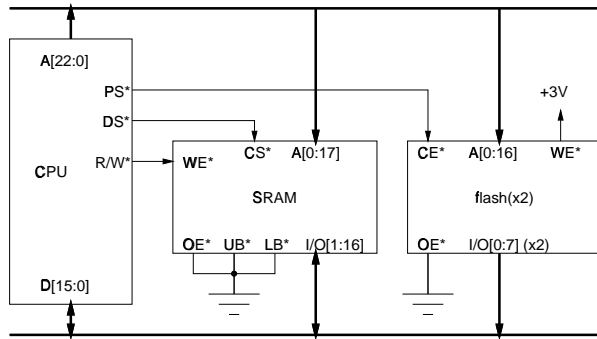 A[22:0]
PS*
DS*
R/W*
CPU
D[15:0]
CS* A[0:17]
WE*
SRAM
OE* UB* LB* I/O[1:16]
+3V
CE* A[0:16] WE*
flash(x2)
OE* I/O[0:7] (x2)